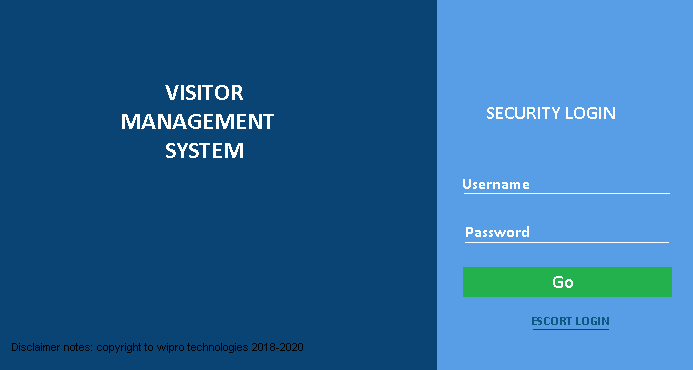 VISITOR
MANAGEMENT
SYSTEM
SECURITY LOGIN
Username
Password
Go
ESCORT LOGIN
Disclaimer notes: copyright to wipro technologies 2018-2020